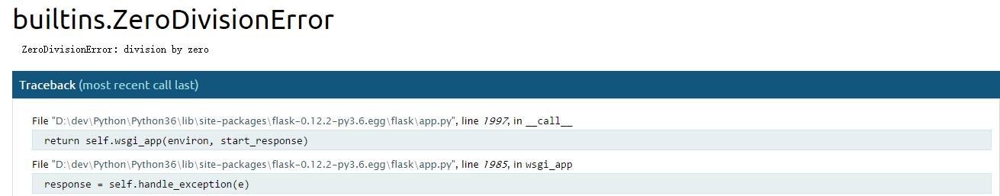 builtins.ZeroDivisionError
ZeroDivisionError: division by zero
Traceback (most recent call last)
File "D:\dev\Python\Python36\lib\site-packages\flask-0.12.2-py3.6.egg\flask\app.py", line 1997, in __call__
return self.wsgi_app(environ, start_response)
File "D:\dev\Python\Python36\lib\site-packages\flask-0.12.2-py3.6.egg\flask\app.py", line 1985, in wsgi_app
response = self.handle_exception(e)